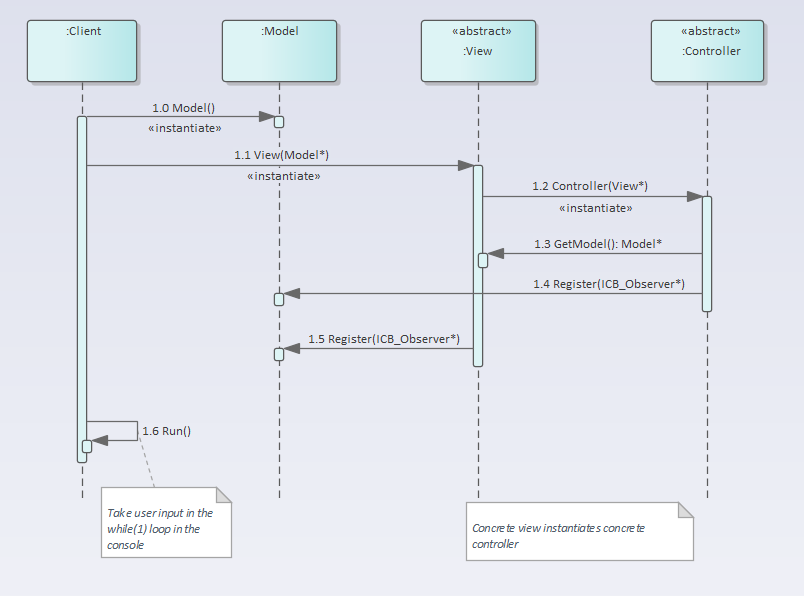 :Client
:Model
«abstract»
:View
«abstract»
:Controller
1.0 Model()
«instantiate»
1.1 View(Model*)
«instantiate»
1.2 Controller(View*)
«instantiate»
1.3 GetModel(): Model*
1.4 Register(ICB_Observer*)
1.5 Register(ICB_Observer*)
1.6 Run()
Take user input in the
while(1) loop in the
console
Concrete view instantiates concrete
controller